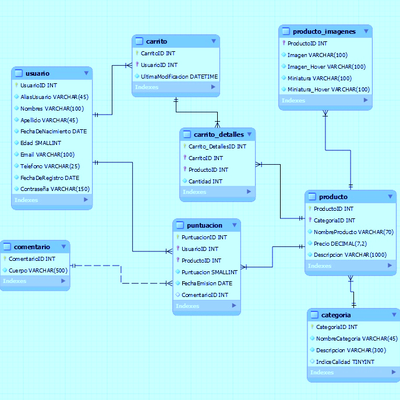 carrito
CarritoID INT
UsuarioID INT
UltimaModificacion DATETIME
Indexes
producto_imagenes
ProductoID INT
Imagen VARCHAR(100)
Imagen_Hover VARCHAR(100)
Miniatura VARCHAR(100)
Miniatura_Hover VARCHAR(100)
Indexes
usuario
UsuarioID INT
AliasUsuario VARCHAR(45)
Nombres VARCHAR(100)
Apellido VARCHAR(45)
FechaDeNacimiento DATE
Edad SMALLINT
Email VARCHAR(100)
Telefono VARCHAR(25)
FechaDeRegistro DATE
Contraseña VARCHAR(150)
Indexes
carrito_detalles
Carrito_DetallesID INT
CarritoID INT
ProductoID INT
Cantidad INT
Indexes
producto
ProductoID INT
CategoriaID INT
NombreProducto VARCHAR(70)
Precio DECIMAL(7,2)
Descripcion VARCHAR(1000)
Indexes
puntuacion
PuntuacionID INT
UsuarioID INT
ProductoID INT
Puntuacion SMALLINT
FechaEmision DATE
ComentarioID INT
Indexes
comentario
ComentarioID INT
Cuerpo VARCHAR(500)
Indexes
categoria
CategoriaID INT
NombreCategoria VARCHAR(45)
Descripcion VARCHAR(300)
IndiceCalidad TINYINT
Indexes